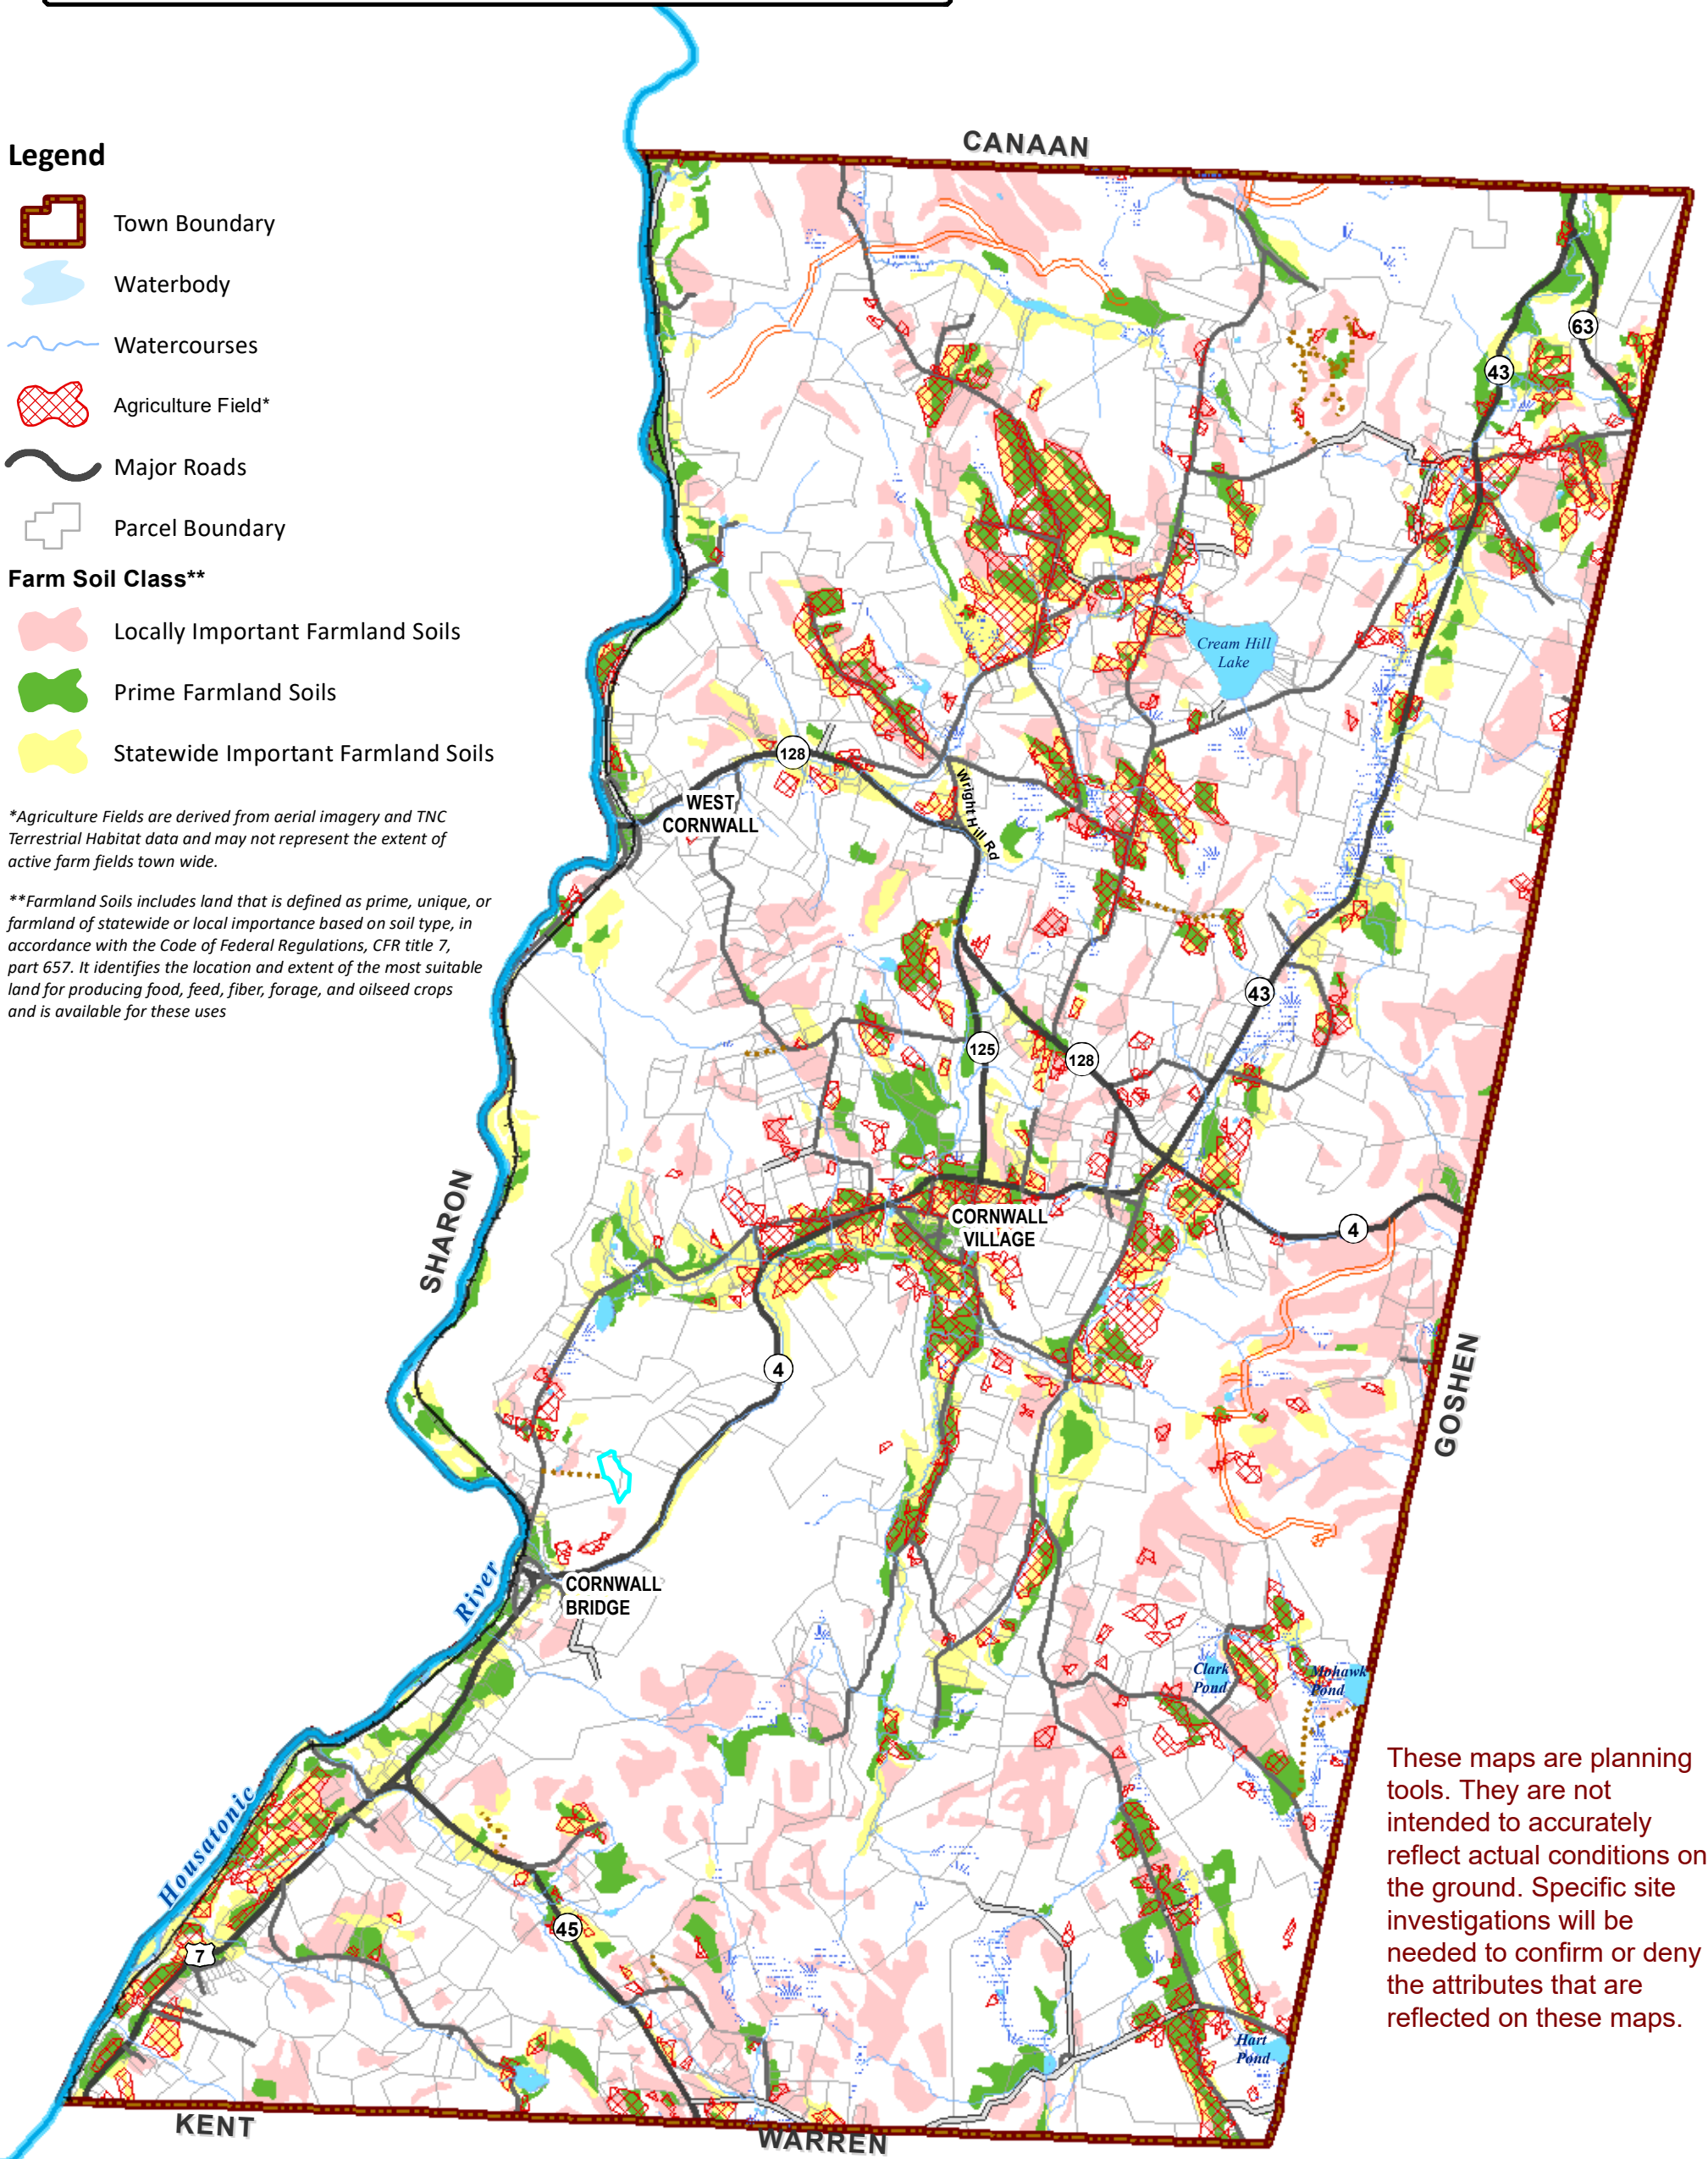 CANAAN
Legend
Town Boundary
Waterbody
Watercourses
Agriculture Field*
Major Roads
Parcel Boundary
Farm Soil Class**
Locally Important Farmland Soils
Prime Farmland Soils
Statewide Important Farmland Soils
*Agriculture Fields are derived from aerial imagery and TNC
Terrestrial Habitat data and may not represent the extent of
active farm fields town wide.
**Farmland Soils includes land that is defined as prime, unique, or
farmland of statewide or local importance based on soil type, in
accordance with the Code of Federal Regulations, CFR title 7,
part 657. It identifies the location and extent of the most suitable
land for producing food, feed, fiber, forage, and oilseed crops
and is available for these uses
63
43
Cream Hill
Lake
128
WEST
CORNWALL
Wright Hill Rd
43
125
128
SHARON
CORNWALL
VILLAGE
4
4
GOSHEN
River
CORNWALL
BRIDGE
Clark
Pond
Mohawk
Pond
Housatonic
45
7
Hart
Pond
KENT
WARREN
These maps are planning
tools. They are not
intended to accurately
reflect actual conditions on
the ground. Specific site
investigations will be
needed to confirm or deny
the attributes that are
reflected on these maps.